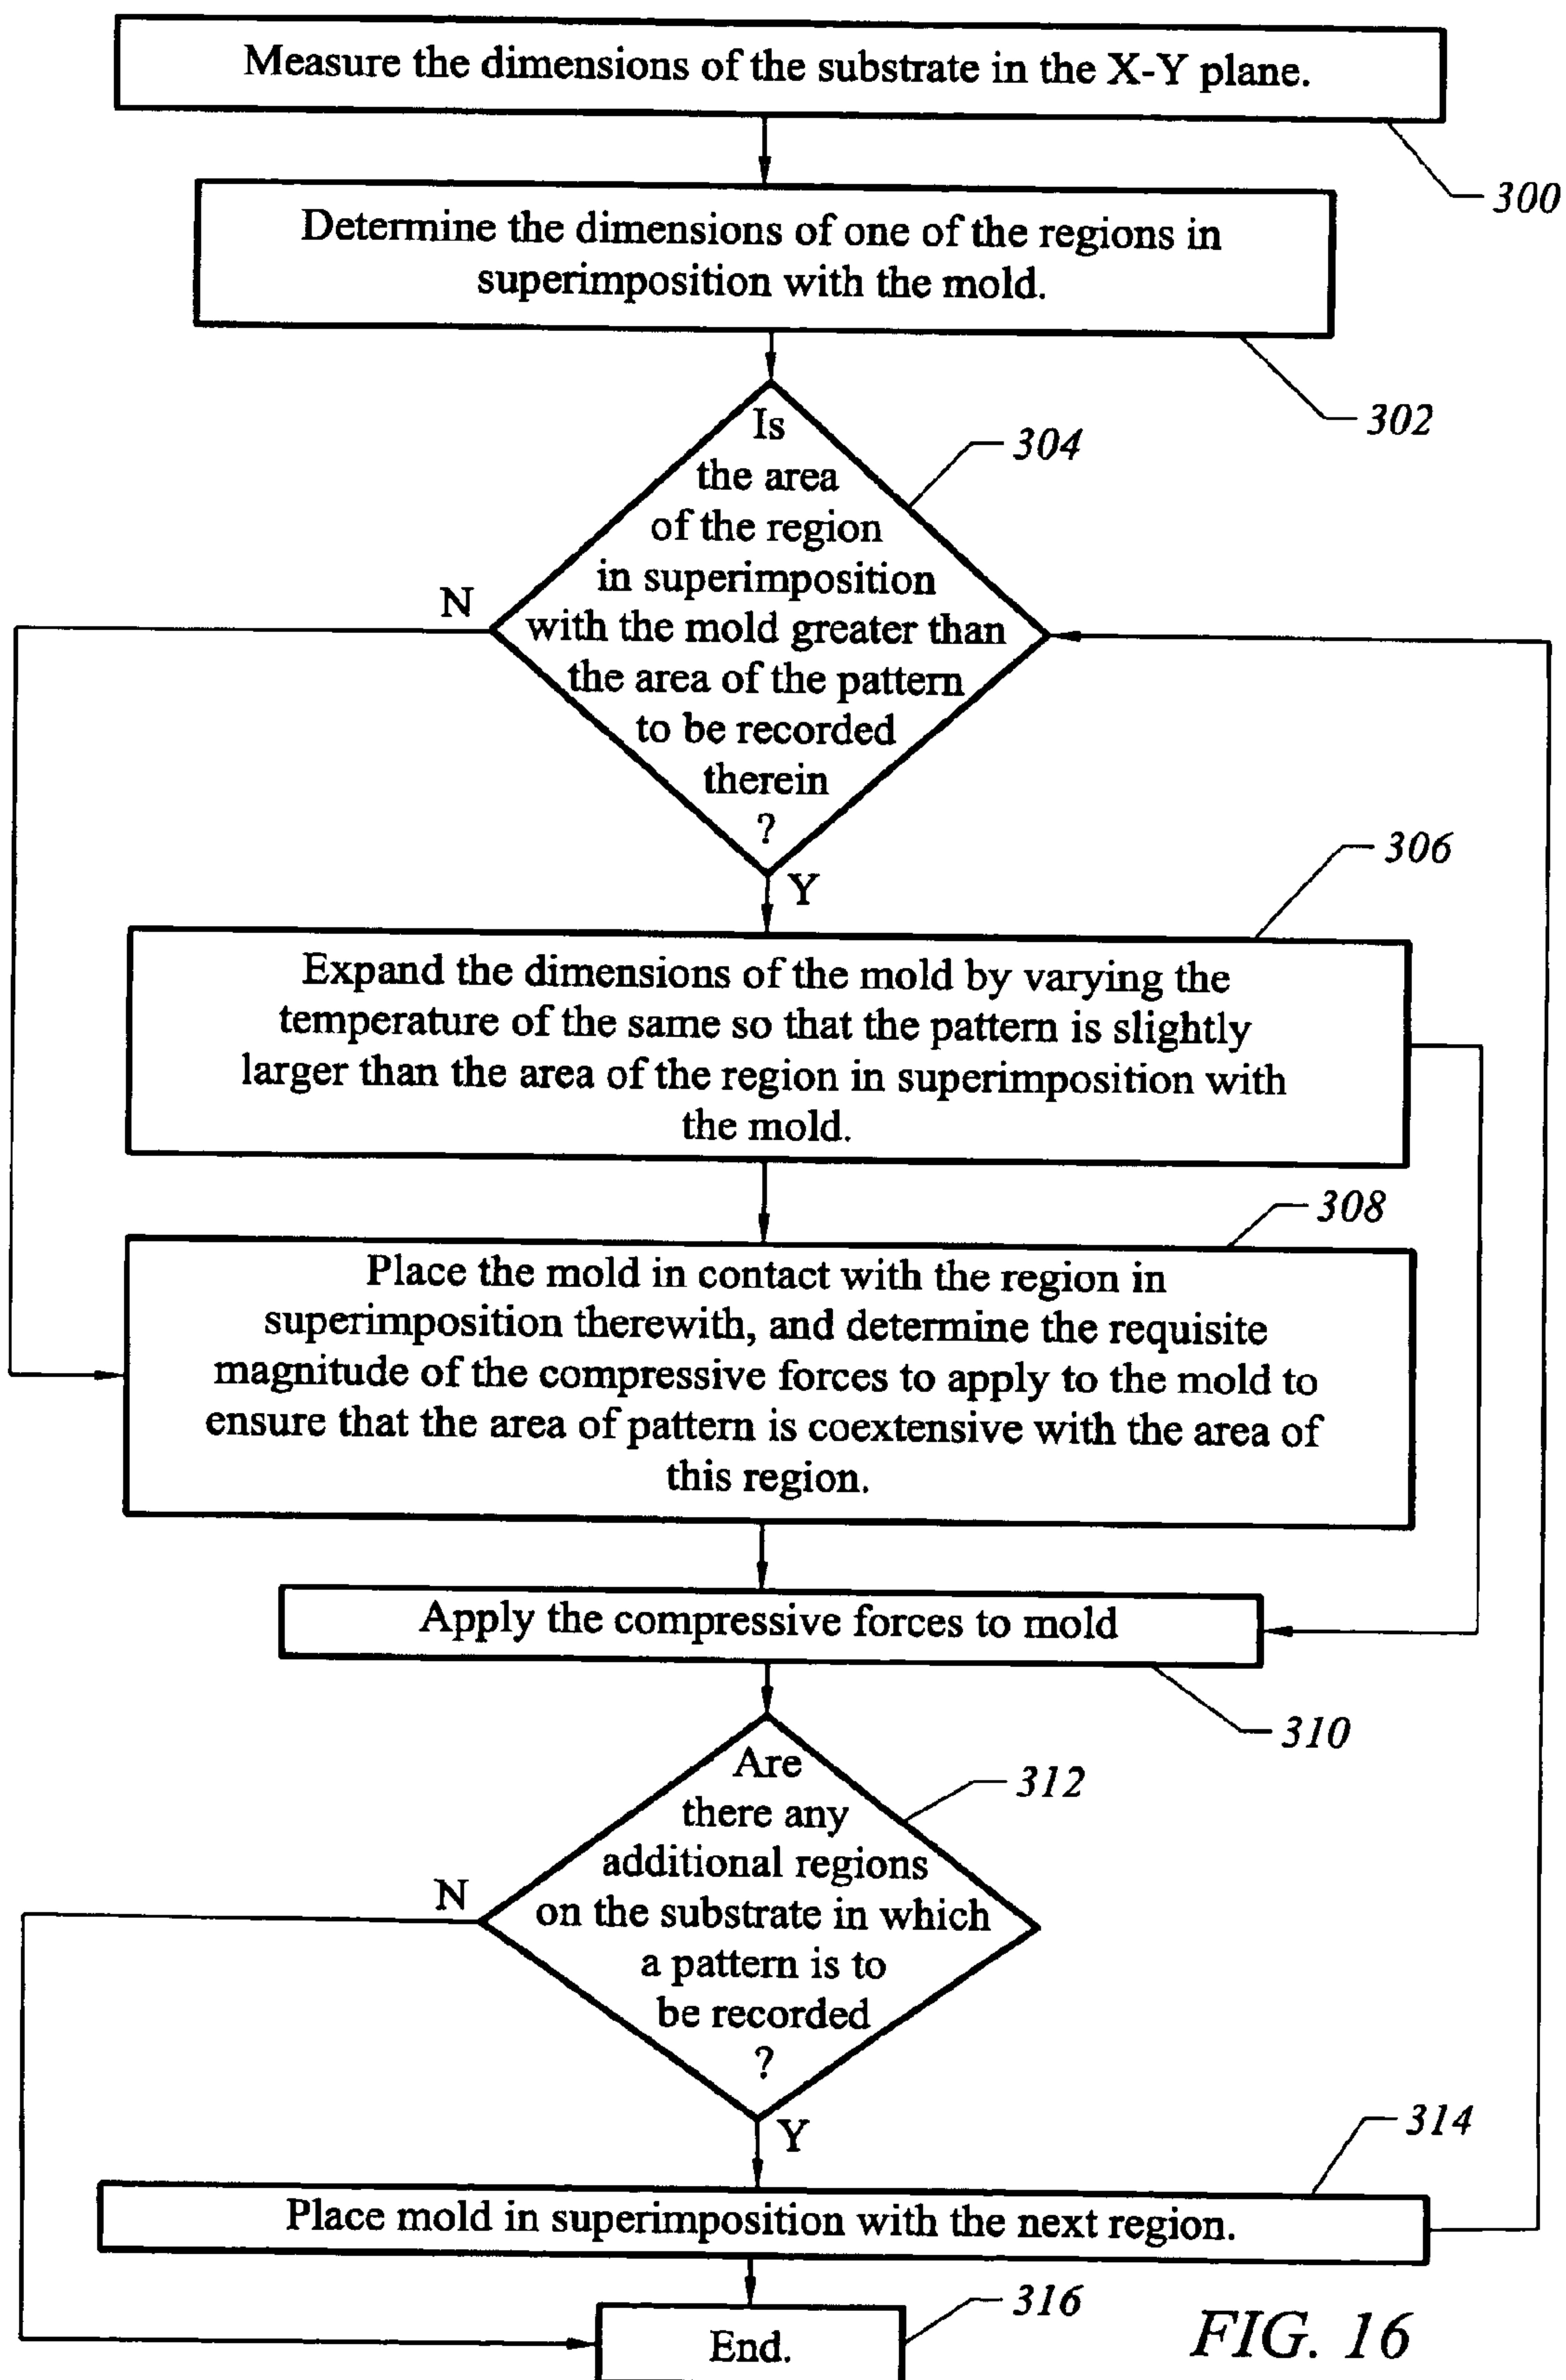 Measure the dimensions of the substrate in the X-Y plane.
300
Determine the dimensions of one of the regions in
superimposition with the mold.
302
Is
the area
of the region
in superimposition
with the mold greater than
the area of the pattern
to be recorded
therein
?
304
N
Y
306
Expand the dimensions of the mold by varying the
temperature of the same so that the pattern is slightly
larger than the area of the region in superimposition with
the mold.
308
Place the mold in contact with the region in
superimposition therewith, and determine the requisite
magnitude of the compressive forces to apply to the mold to
ensure that the area of pattern is coextensive with the area of
this region.
Apply the compressive forces to mold
310
Are
there any
additional regions
on the substrate in which
a pattern is to
be recorded
?
312
N
Y
314
Place mold in superimposition with the next region.
316
End.
FIG. 16